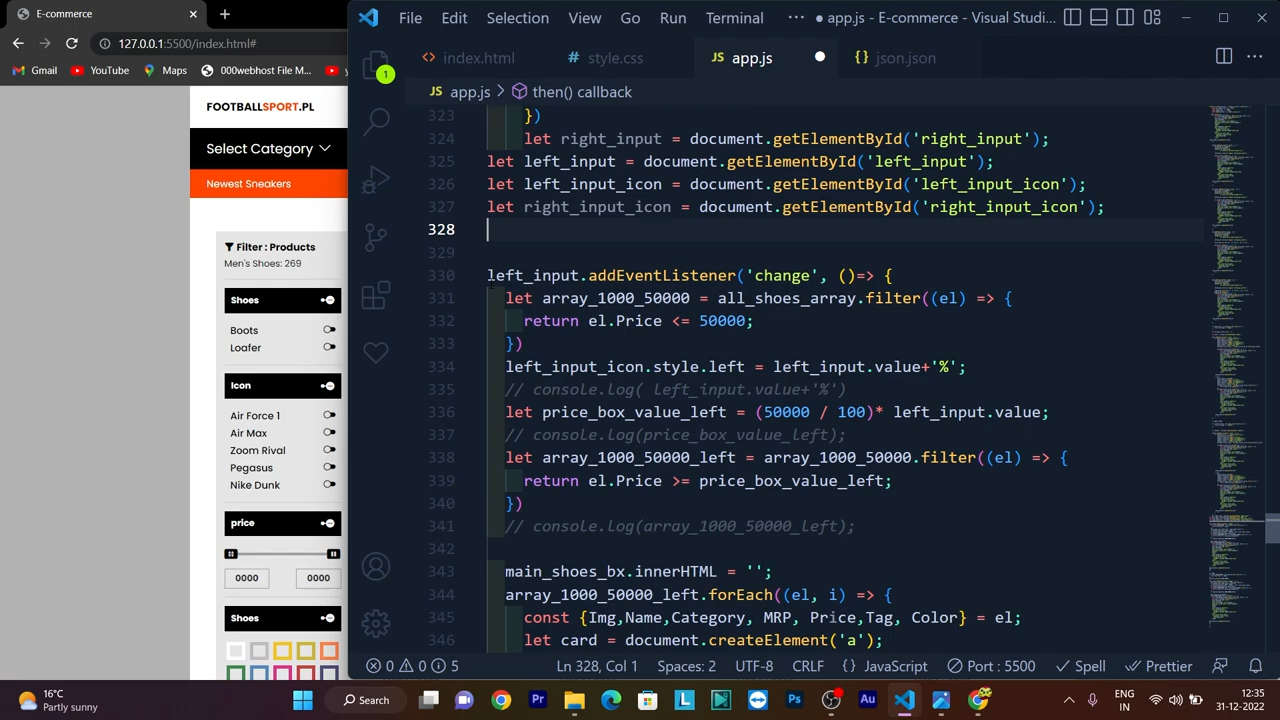 E-commerce
File Edit Selection View Go Run Terminal ··· ● app.js - E-commerce - Visual Studi...
127.0.0.1:5500/index.html#
Gmail YouTube Maps 000webhost File M...
1
<> index.html # style.css JS app.js {} json.json
JS app.js > then() callback
FOOTBALLSPORT.PL
Select Category
Newest Sneakers
Filter : Products
Men's Shoes: 269
Shoes
Boots
Loafer
Icon
Air Force 1
Air Max
Zoom Rival
Pegasus
Nike Dunk
price
0000 0000
Shoes
323 })
324 let right_input = document.getElementById('right_input');
325 let left_input = document.getElementById('left_input');
326 let left_input_icon = document.getElementById('left_input_icon');
327 let right_input_icon = document.getElementById('right_input_icon');
328
329
330 left_input.addEventListener('change', ()=> {
331 let array_1000_50000 = all_shoes_array.filter((el) => {
332 return el.Price <= 50000;
333 })
334 left_input_icon.style.left = left_input.value+'%';
335 // console.log( left_input.value+'%')
336 let price_box_value_left = (50000 / 100)* left_input.value;
337 console.log(price_box_value_left);
338 let array_1000_50000_left = array_1000_50000.filter((el) => {
339 return el.Price >= price_box_value_left;
340 })
341 console.log(array_1000_50000_left);
342
343 shoes_box.innerHTML = '';
344 array_1000_50000_left.forEach((el, i) => {
345 Name, Category, Price,Tag, Color } = el;
346 let card = document.createElement('a');
0 0 5 Ln 328, Col 1 Spaces: 2 UTF-8 CRLF {} JavaScript Port : 5500 Spell Prettier
16°C
Partly sunny
Search
ENG
IN
12:35
31-12-2022